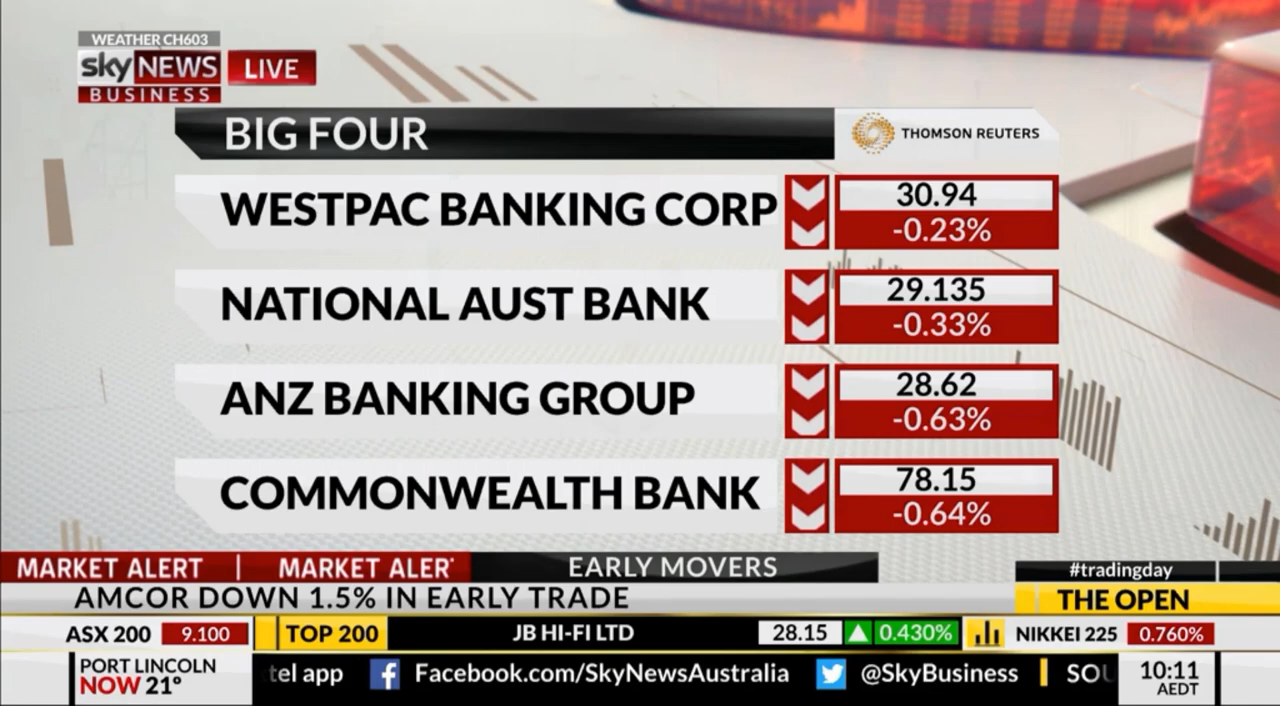 WEATHER CH603
sky NEWS
LIVE
BUSINESS
BIG FOUR
THOMSON REUTERS
WESTPAC BANKING CORP
30.94
-0.23%
NATIONAL AUST BANK
29.135
-0.33%
ANZ BANKING GROUP
28.62
-0.63%
COMMONWEALTH BANK
78.15
-0.64%
MARKET ALERT | MARKET ALER
EARLY MOVERS
#tradingday
AMCOR DOWN 1.5% IN EARLY TRADE
THE OPEN
ASX 200 9.100
TOP 200
JB HI-FI LTD
28.15
0.430%
NIKKEI 225 0.760%
PORT LINCOLN
NOW 21°
tel app
Facebook.com/SkyNewsAustralia
@SkyBusiness
SOU
10:11
AEDT